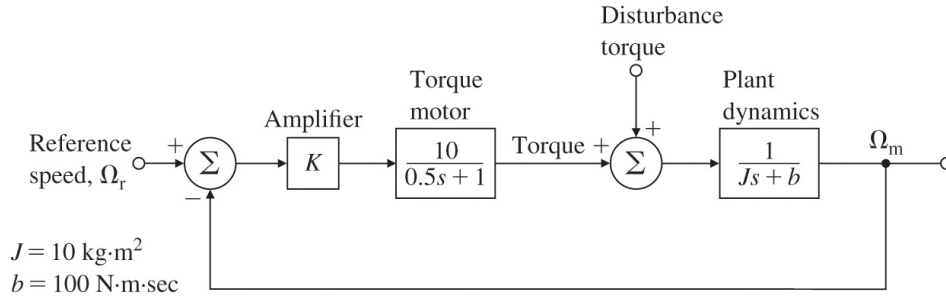 Disturbance
torque
Torque
motor
Plant
dynamics
Amplifier
Reference
speed, Ωr
+
Σ
−
K
10
0.5s + 1
Torque +
+
Σ
1
Js + b
Ωm
J = 10 kg·m²
b = 100 N·m·sec